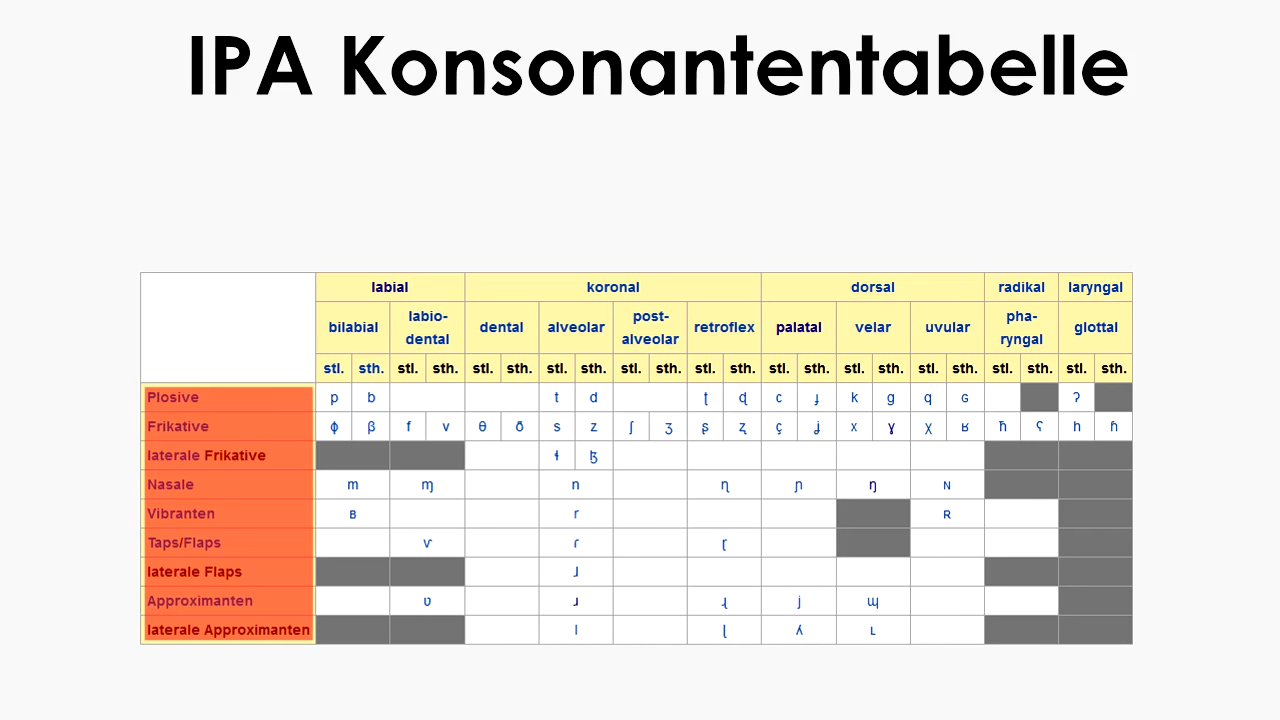 IPA Konsonantentabelle
labial koronal dorsal radikal laryngal
bilabial labio-dental dental alveolar post-alveolar retroflex palatal velar uvular pha-ryngal glottal
stl. sth. stl. sth. stl. sth. stl. sth. stl. sth. stl. sth. stl. sth. stl. sth. stl. sth. stl. sth. stl. sth.
Plosive p b t d ʈ ɖ c ɟ k g q ɢ ʔ
Frikative ɸ β f v θ ð s z ʃ ʒ ʂ ʐ ç ʝ x ɣ χ ʁ ħ ʕ h ɦ
laterale Frikative ɬ ɮ
Nasale m ɱ n ɳ ɲ ŋ ɴ
Vibranten ʙ r ʀ
Taps/Flaps ⱱ ɾ ɽ
laterale Flaps ɺ
Approximanten ʋ ɹ ɻ j ɰ
laterale Approximanten l ɭ ʎ ʟ